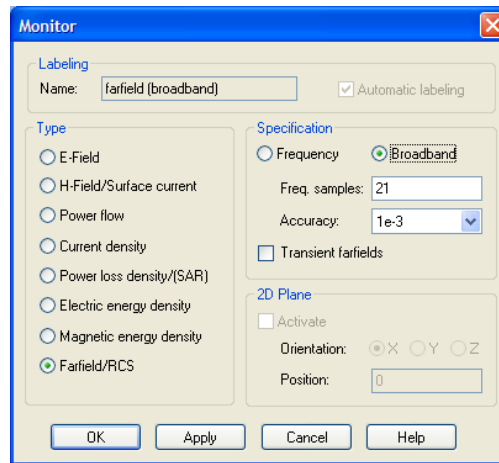 Monitor
Labeling
Name: farfield (broadband) Automatic labeling
Type
E-Field
H-Field/Surface current
Power flow
Current density
Power loss density/(SAR)
Electric energy density
Magnetic energy density
Farfield/RCS
Specification
Frequency Broadband
Freq. samples: 21
Accuracy: 1e-3
Transient farfields
2D Plane
Activate
Orientation: X Y Z
Position: 0
OK Apply Cancel Help